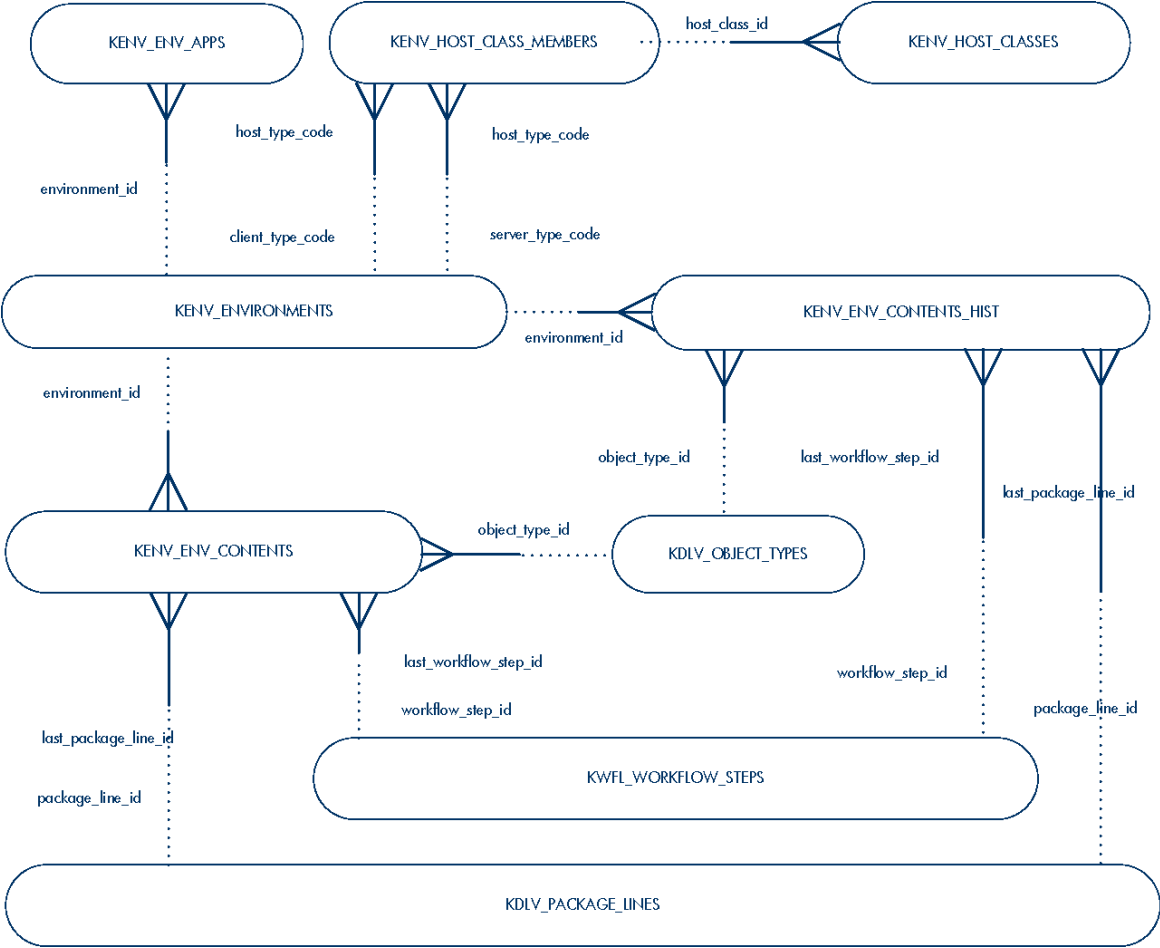 host_class_id
KENV_ENV_APPS
KENV_HOST_CLASS_MEMBERS
KENV_HOST_CLASSES
host_type_code
host_type_code
environment_id
client_type_code
server_type_code
KENV_ENVIRONMENTS
KENV_ENV_CONTENTS_HIST
environment_id
environment_id
object_type_id
last_workflow_step_id
last_package_line_id
object_type_id
KENV_ENV_CONTENTS
KDLV_OBJECT_TYPES
last_workflow_step_id
workflow_step_id
workflow_step_id
package_line_id
last_package_line_id
KWFL_WORKFLOW_STEPS
package_line_id
KDLV_PACKAGE_LINES